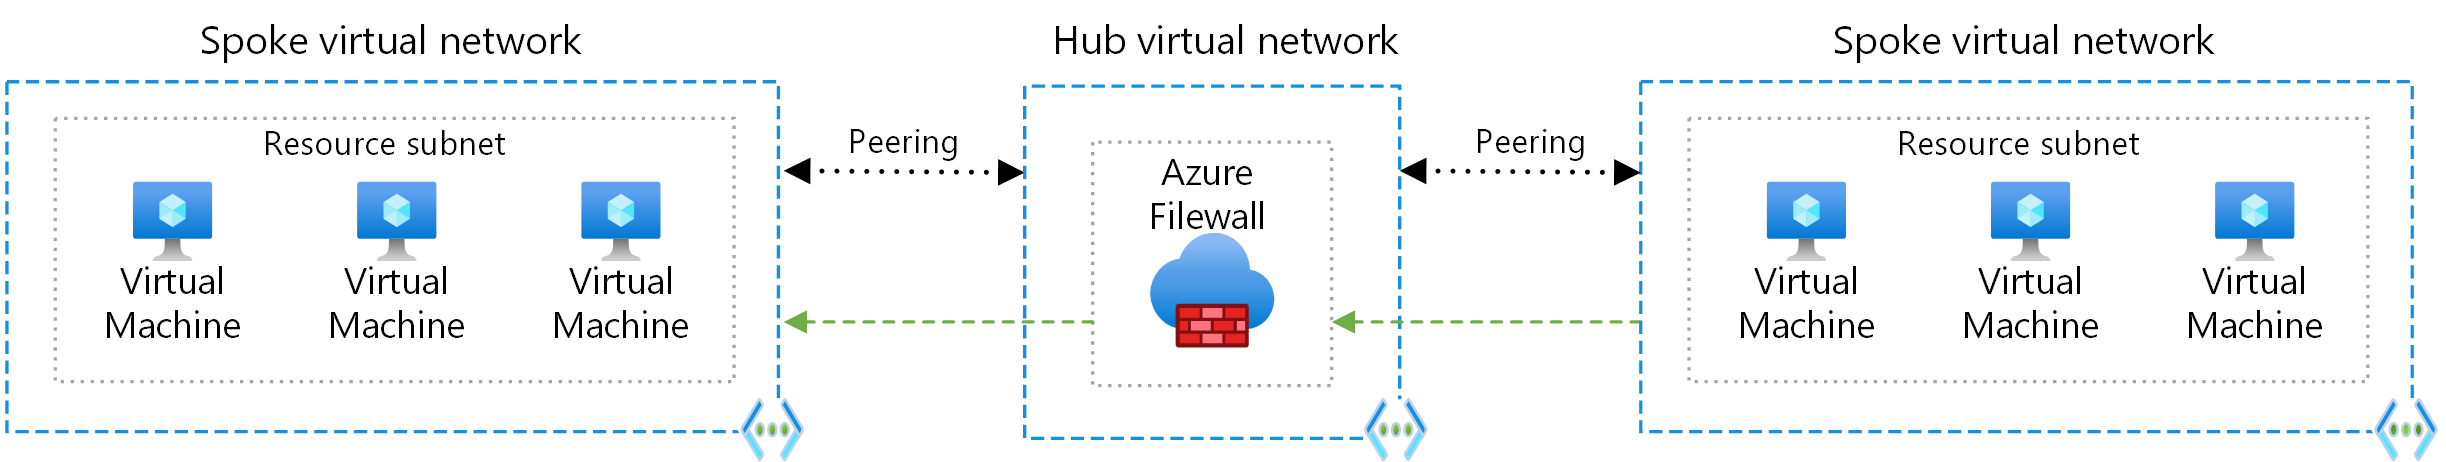 Spoke virtual network
Resource subnet
Virtual
Machine
Virtual
Machine
Virtual
Machine
Peering
Hub virtual network
Azure
Filewall
Peering
Spoke virtual network
Resource subnet
Virtual
Machine
Virtual
Machine
Virtual
Machine